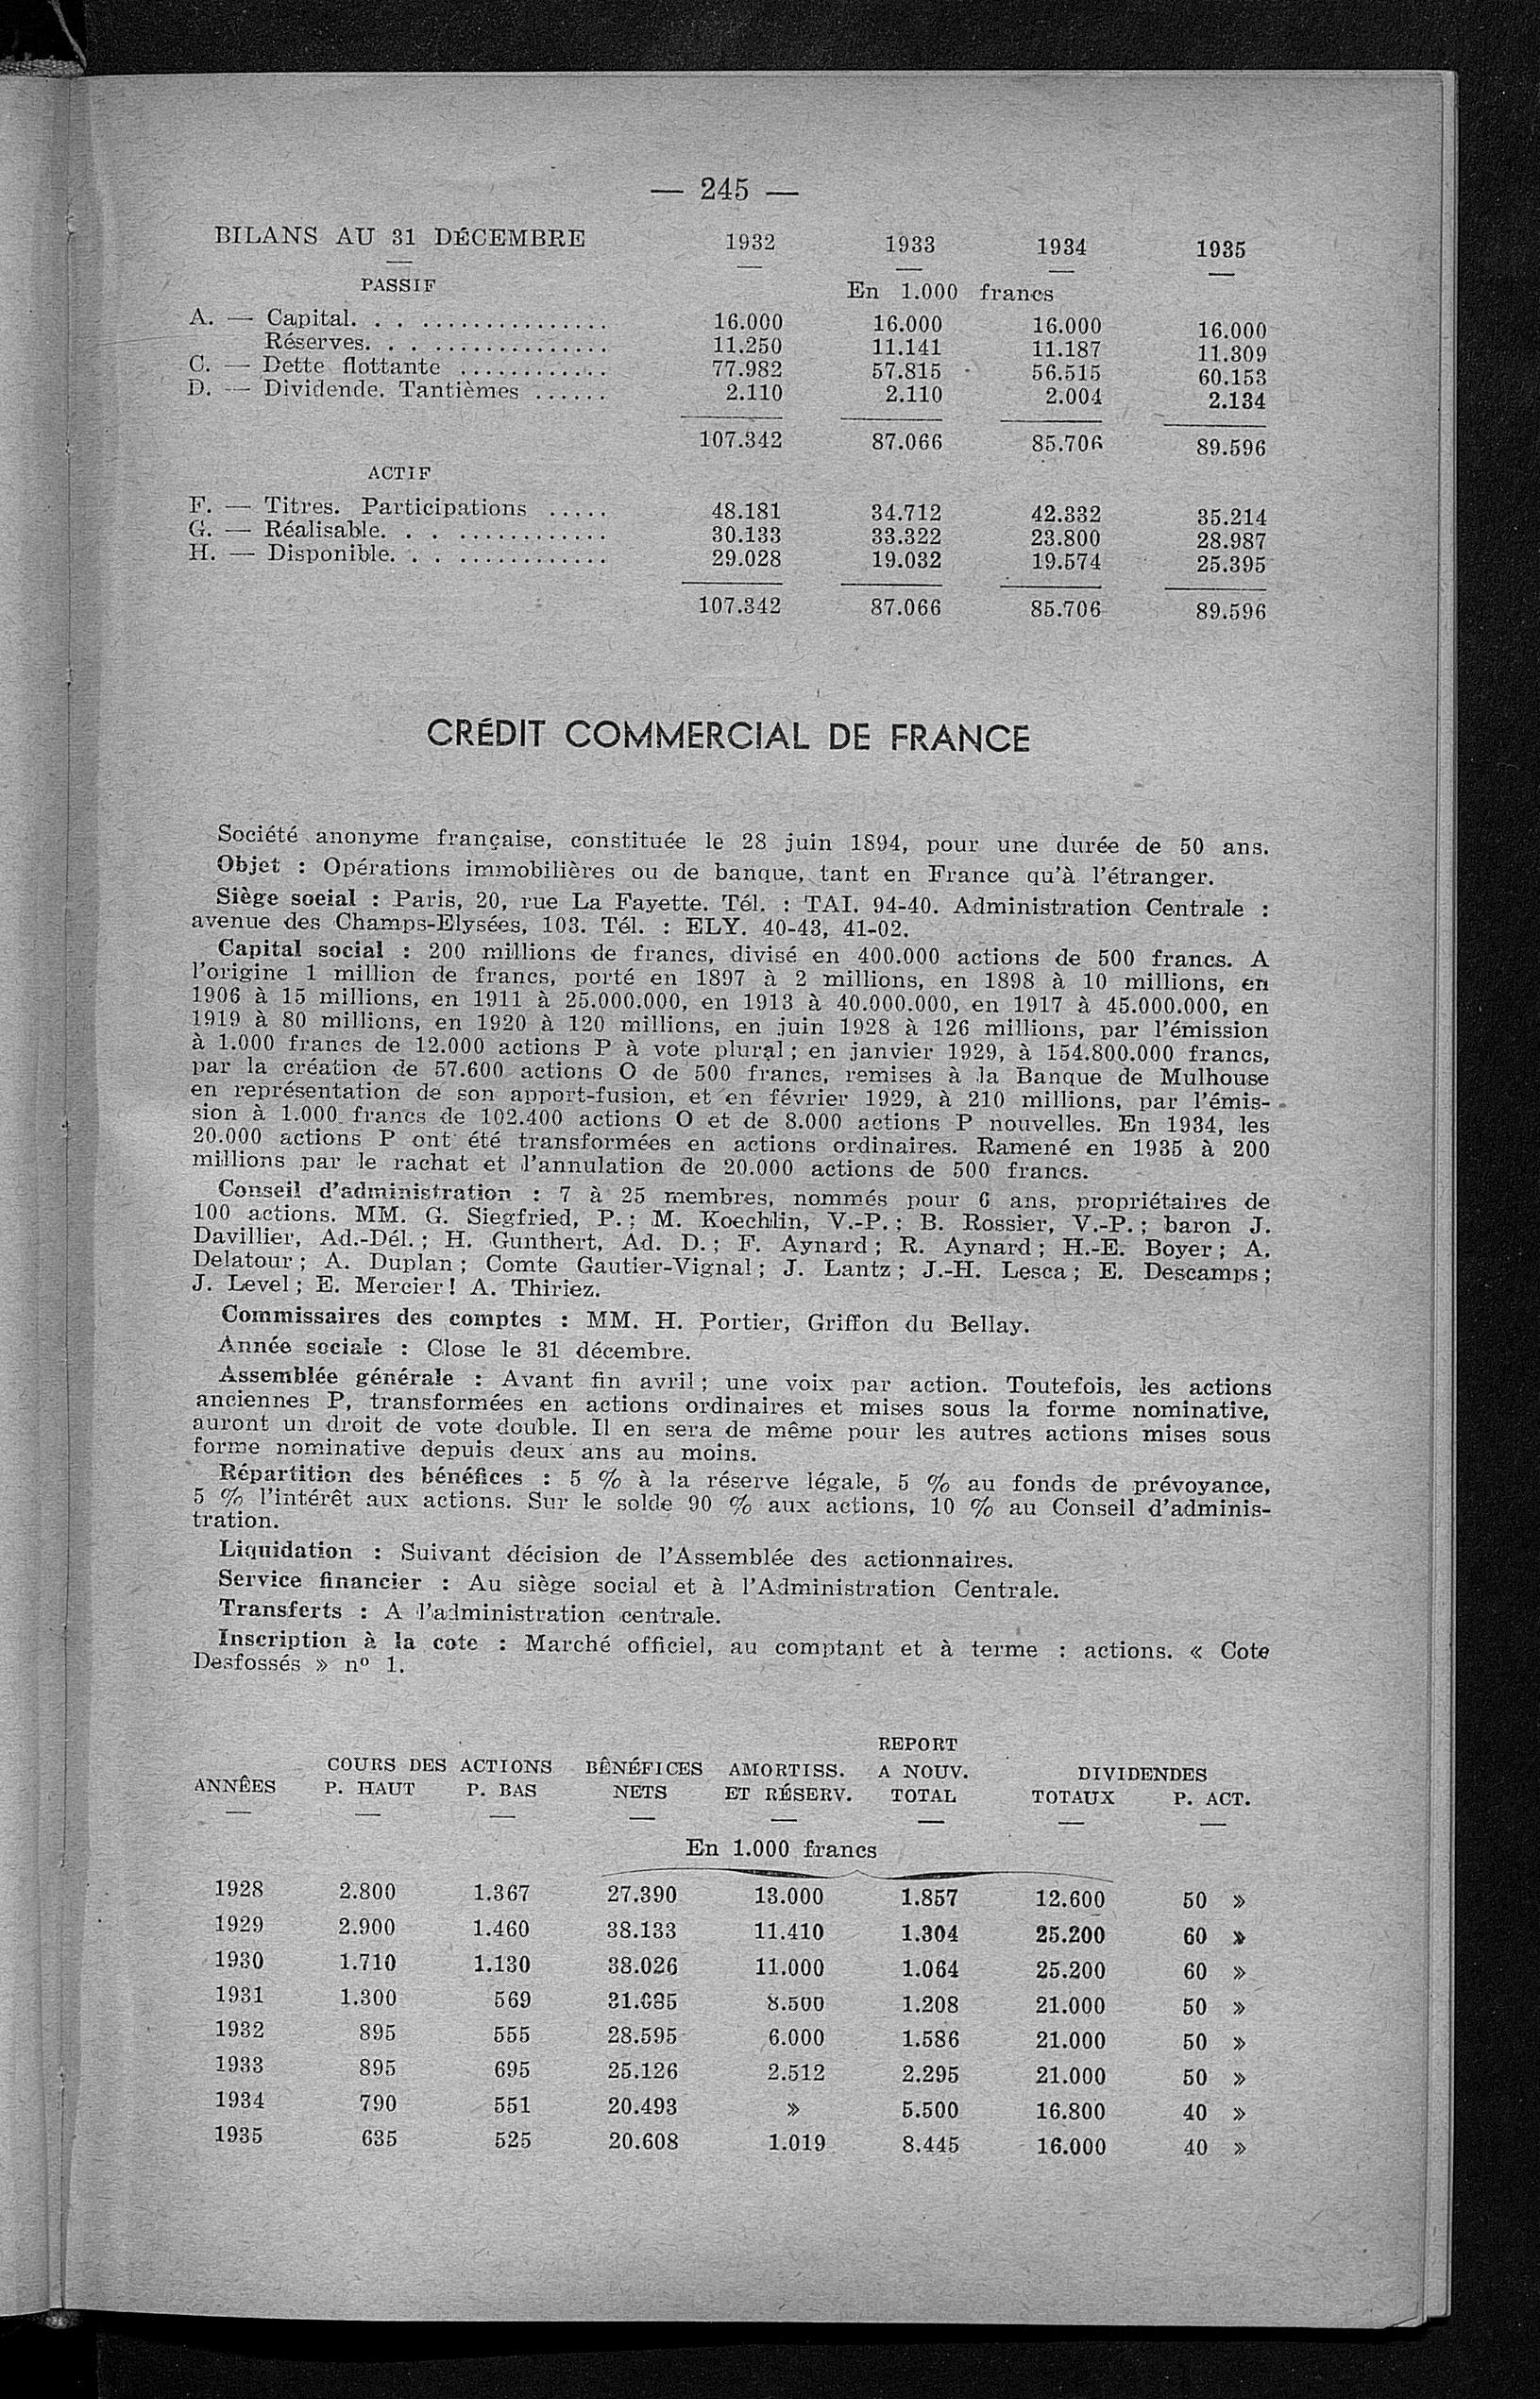 — 245 —
BILANS AU 31 DÉCEMBRE 1932 1933 1934 1935
PASSIF En 1.000 francs
A. — Capital. . . ............... 16.000 16.000 16.000 16.000
Réserves. . . ............... 11.250 11.141 11.187 11.309
C. — Dette flottante ............ 77.982 57.815 56.515 60.153
D. — Dividende. Tantièmes ...... 2.110 2.110 2.004 2.134
107.342 87.066 85.706 89.596
ACTIF
F. — Titres. Participations ..... 48.181 34.712 42.332 35.214
G. — Réalisable. . . ............ 30.133 33.322 23.800 28.987
H. — Disponible. . . ............ 29.028 19.032 19.574 25.395
107.342 87.066 85.706 89.596
CRÉDIT COMMERCIAL DE FRANCE
Société anonyme française, constituée le 28 juin 1894, pour une durée de 50 ans.
Objet : Opérations immobilières ou de banque, tant en France qu'à l'étranger.
Siège social : Paris, 20, rue La Fayette. Tél. : TAI. 94-40. Administration Centrale :
avenue des Champs-Elysées, 103. Tél. : ELY. 40-43, 41-02.
Capital social : 200 millions de francs, divisé en 400.000 actions de 500 francs. A
l'origine 1 million de francs, porté en 1897 à 2 millions, en 1898 à 10 millions, en
1906 à 15 millions, en 1911 à 25.000.000, en 1913 à 40.000.000, en 1917 à 45.000.000, en
1919 à 80 millions, en 1920 à 120 millions, en juin 1928 à 126 millions, par l'émission
à 1.000 francs de 12.000 actions P à vote plural ; en janvier 1929, à 154.800.000 francs,
par la création de 57.600 actions O de 500 francs, remises à la Banque de Mulhouse
en représentation de son apport-fusion, et en février 1929, à 210 millions, par l'émis-
sion à 1.000 francs de 102.400 actions O et de 8.000 actions P nouvelles. En 1934, les
20.000 actions P ont été transformées en actions ordinaires. Ramené en 1935 à 200
millions par le rachat et l'annulation de 20.000 actions de 500 francs.
Conseil d'administration : 7 à 25 membres, nommés pour 6 ans, propriétaires de
100 actions. MM. G. Siegfried, P. ; M. Koechlin, V.-P. ; B. Rossier, V.-P. ; baron J.
Davillier, Ad.-Dél. ; H. Gunthert, Ad. D. ; F. Aynard ; R. Aynard ; H.-E. Boyer ; A.
Delatour ; A. Duplan ; Comte Gautier-Vignal ; J. Lantz ; J.-H. Lesca ; E. Descamps ;
J. Level ; E. Mercier ! A. Thiriez.
Commissaires des comptes : MM. H. Portier, Griffon du Bellay.
Année sociale : Close le 31 décembre.
Assemblée générale : Avant fin avril ; une voix par action. Toutefois, les actions
anciennes P, transformées en actions ordinaires et mises sous la forme nominative,
auront un droit de vote double. Il en sera de même pour les autres actions mises sous
forme nominative depuis deux ans au moins.
Répartition des bénéfices : 5 % à la réserve légale, 5 % au fonds de prévoyance,
5 % l'intérêt aux actions. Sur le solde 90 % aux actions, 10 % au Conseil d'adminis-
tration.
Liquidation : Suivant décision de l'Assemblée des actionnaires.
Service financier : Au siège social et à l'Administration Centrale.
Transferts : A l'administration centrale.
Inscription à la cote : Marché officiel, au comptant et à terme : actions. « Cote
Desfossés » nº 1.
REPORT
COURS DES ACTIONS BÉNÉFICES AMORTISS. A NOUV. DIVIDENDES
ANNÉES P. HAUT P. BAS NETS ET RÉSERV. TOTAL TOTAUX P. ACT.
En 1.000 francs
1928 2.800 1.367 27.390 13.000 1.857 12.600 50 »
1929 2.900 1.460 38.133 11.410 1.304 25.200 60 »
1930 1.710 1.130 38.026 11.000 1.064 25.200 60 »
1931 1.300 569 8.500 1.208 21.000 50 »
1932 895 555 28.595 6.000 1.586 21.000 50 »
1933 895 695 25.126 2.512 2.295 21.000 50 »
1934 790 551 20.493 » 5.500 16.800 40 »
1935 635 525 20.608 1.019 8.445 16.000 40 »